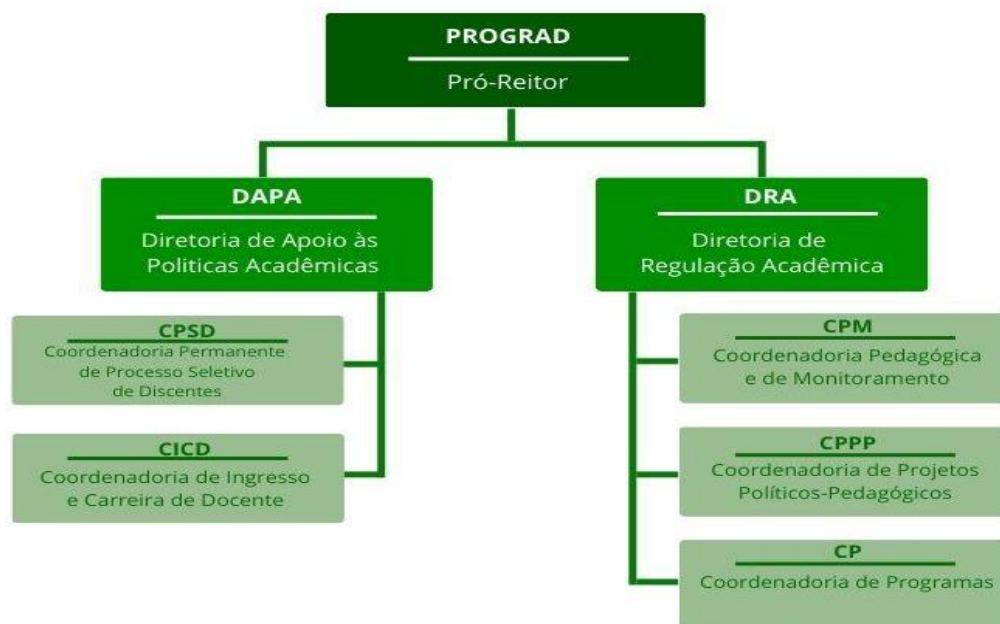 PROGRAD
Pró-Reitor
DAPA
Diretoria de Apoio às
Politicas Acadêmicas
CPSD
Coordenadoria Permanente
de Processo Seletivo
de Discentes
CICD
Coordenadoria de Ingresso
e Carreira de Docente
DRA
Diretoria de
Regulação Acadêmica
CPM
Coordenadoria Pedagógica
e de Monitoramento
CPPP
Coordenadoria de Projetos
Políticos-Pedagógicos
CP
Coordenadoria de Programas